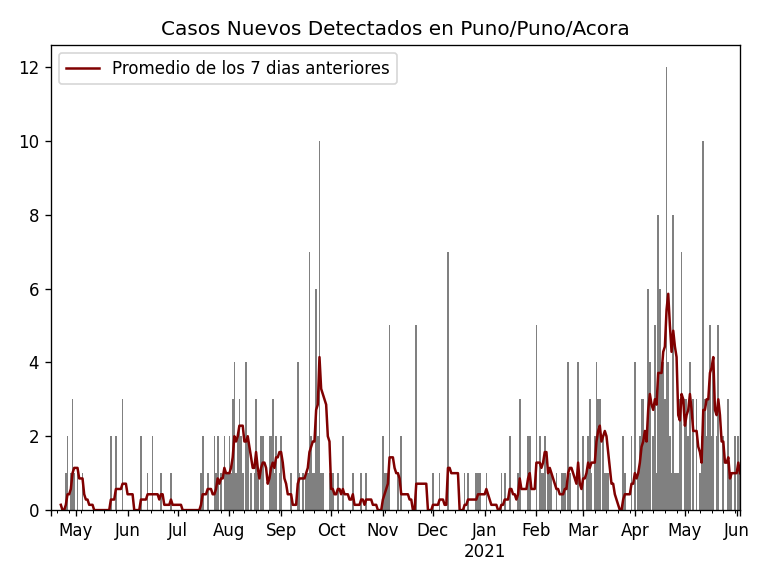 Casos Nuevos Detectados en Puno/Puno/Acora
Promedio de los 7 dias anteriores
12
10
8
6
4
2
0
May Jun Jul Aug Sep Oct Nov Dec Jan Feb Mar Apr May Jun
2021